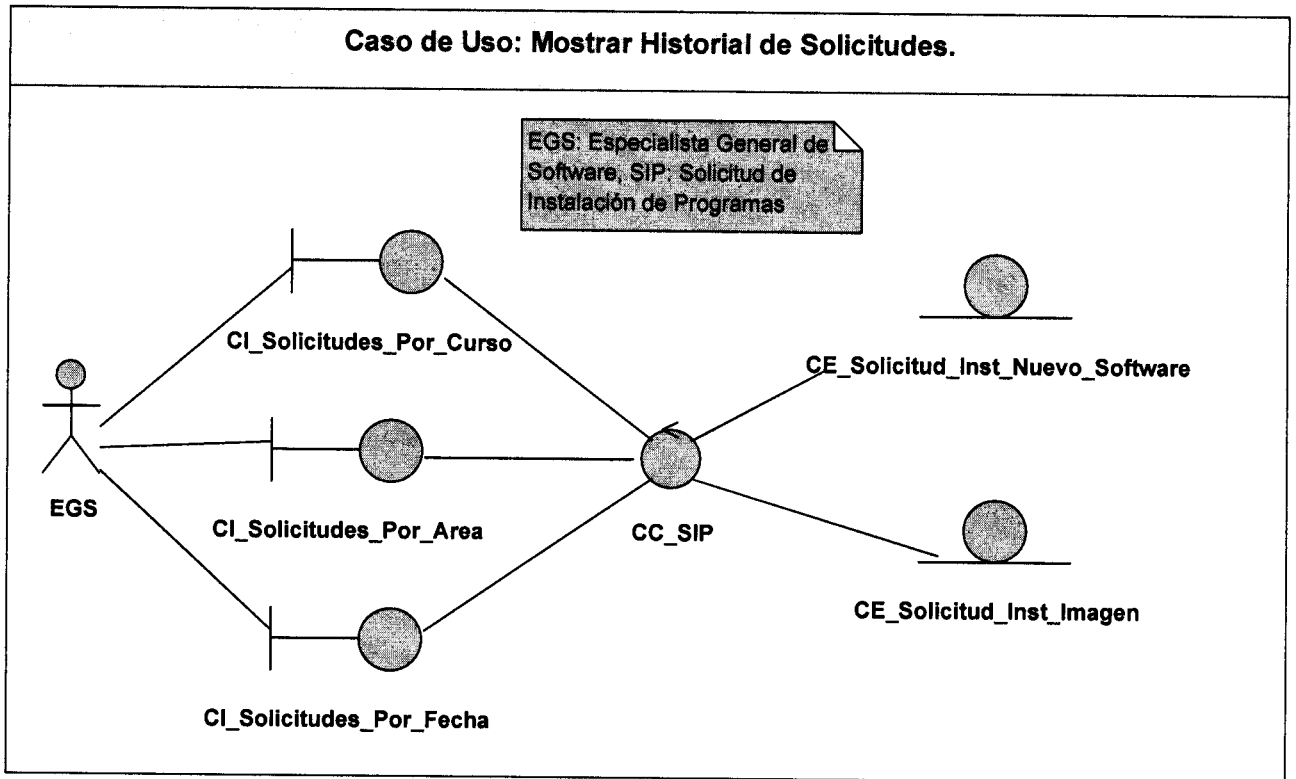 Caso de Uso: Mostrar Historial de Solicitudes.
EGS: Especialista General de
Software, SIP: Solicitud de
Instalación de Programas
CI_Solicitudes_Por_Curso
CE_Solicitud_Inst_Nuevo_Software
EGS
CI_Solicitudes_Por_Area
CC_SIP
CE_Solicitud_Inst_Imagen
CI_Solicitudes_Por_Fecha